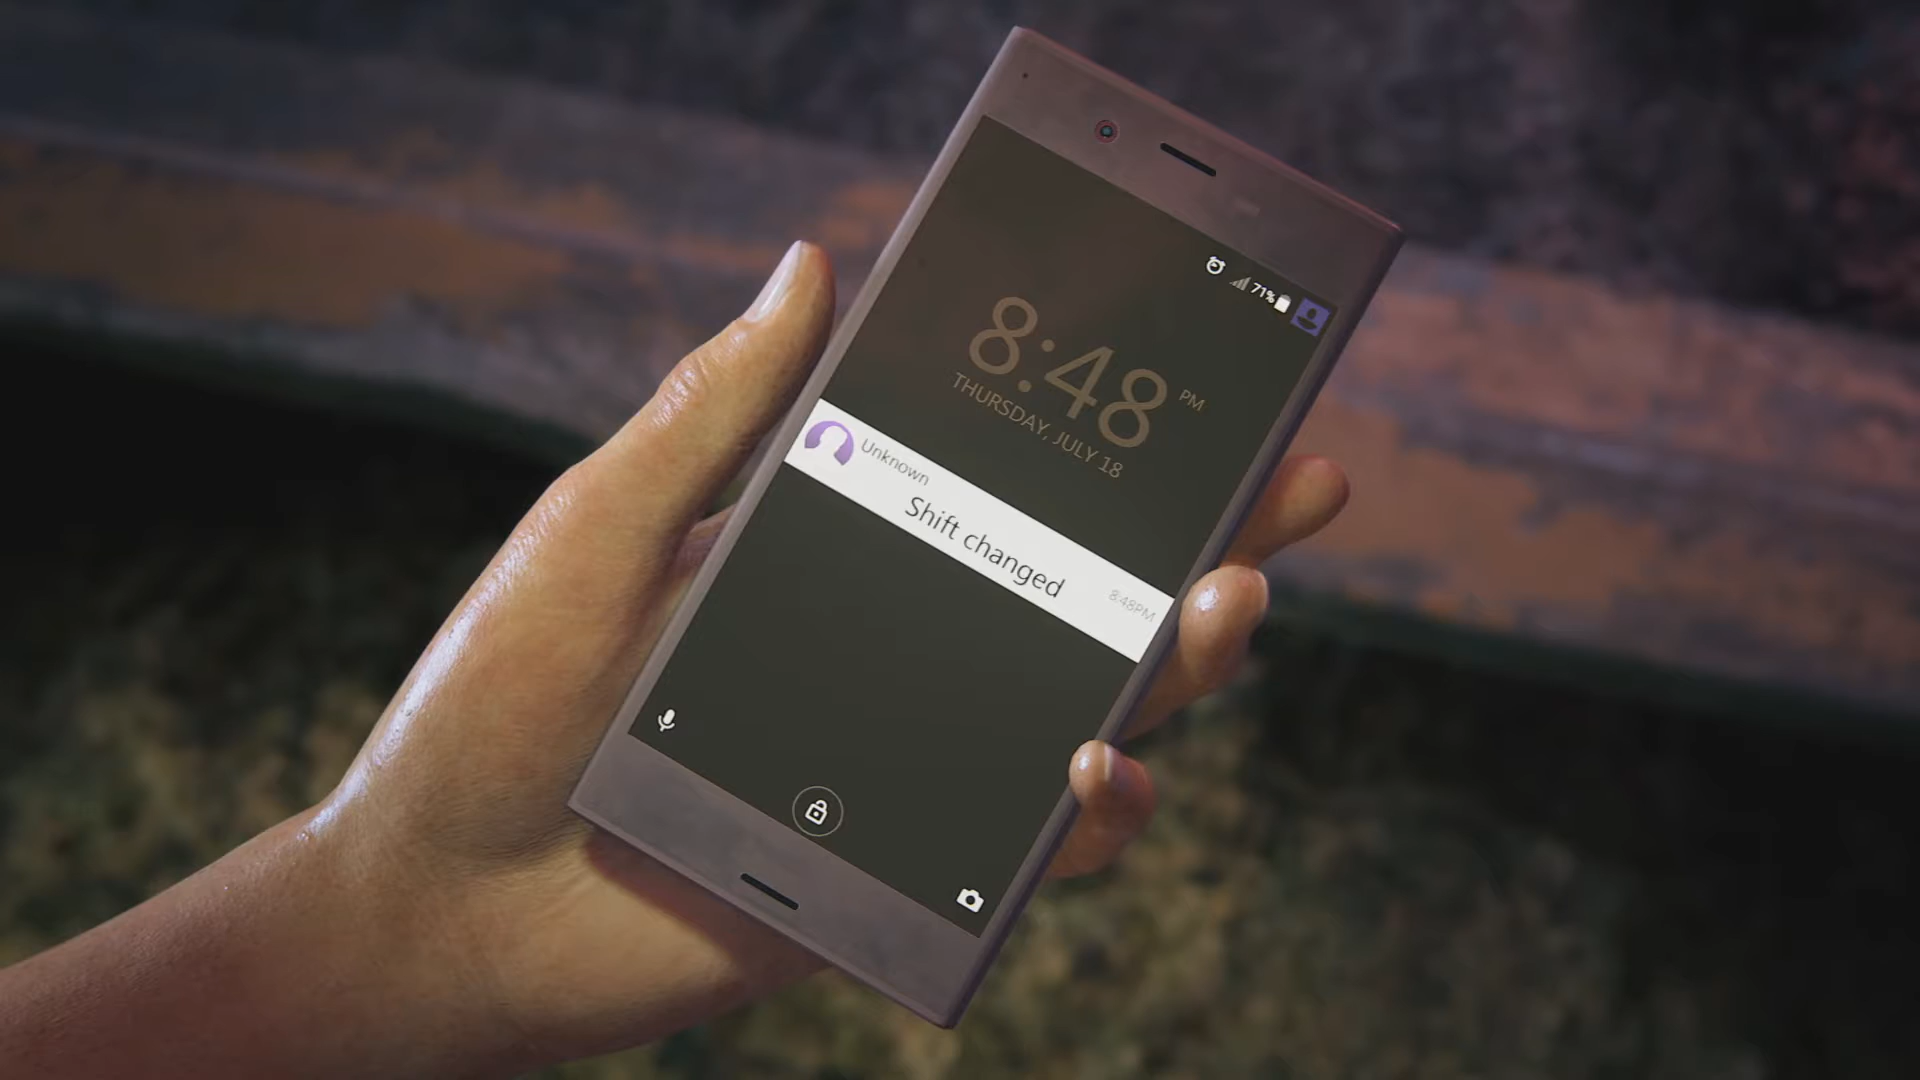 71%
8:48 PM
THURSDAY, JULY 18
Unknown
Shift changed
8:48PM